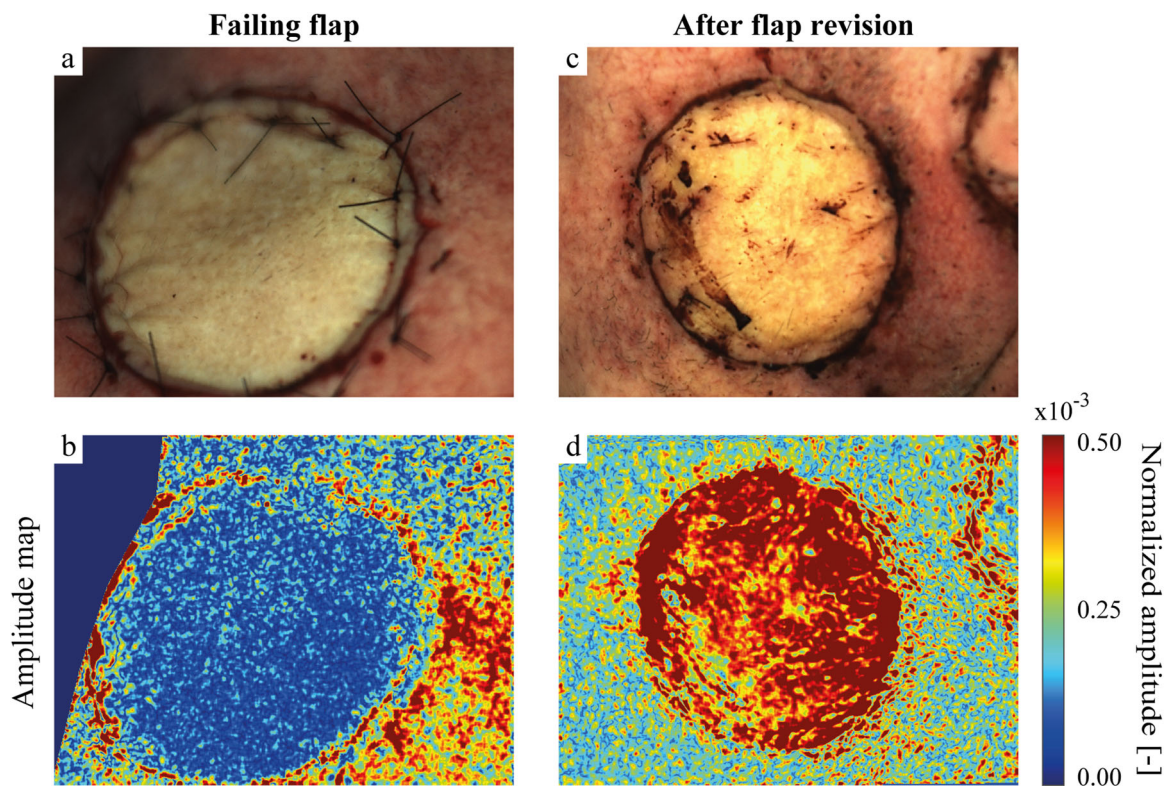 Failing flap
After flap revision
a
c
b
d
Amplitude map
x10-3
0.50
0.25
0.00
Normalized amplitude [-]